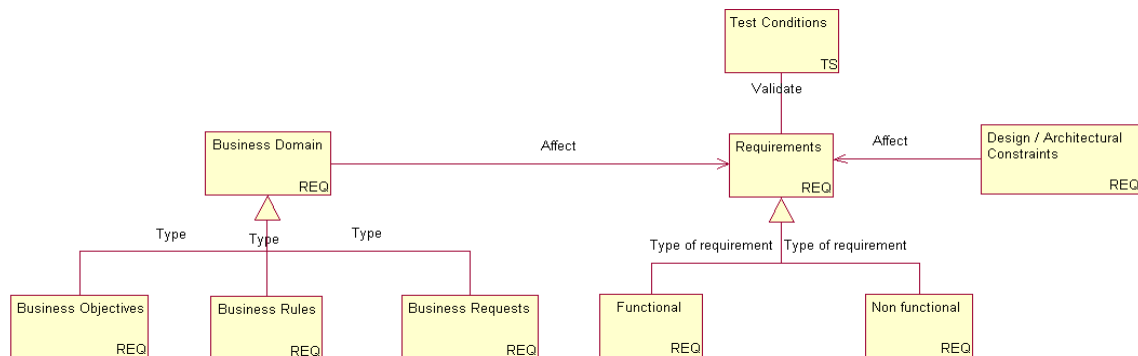 Test Conditions
TS
Validate
Business Domain
REQ
Affect
Requirements
REQ
Affect
Design / Architectural
Constraints
REQ
Type
Type
Type
Type of requirement
Type of requirement
Business Objectives
REQ
Business Rules
REQ
Business Requests
REQ
Functional
REQ
Non functional
REQ